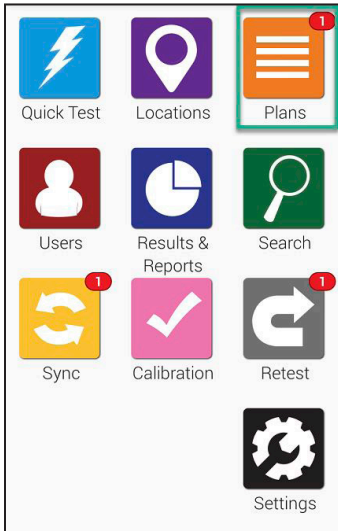 1
Quick Test
Locations
Plans
Users
Results &
Reports
Search
1
1
Sync
Calibration
Retest
Settings